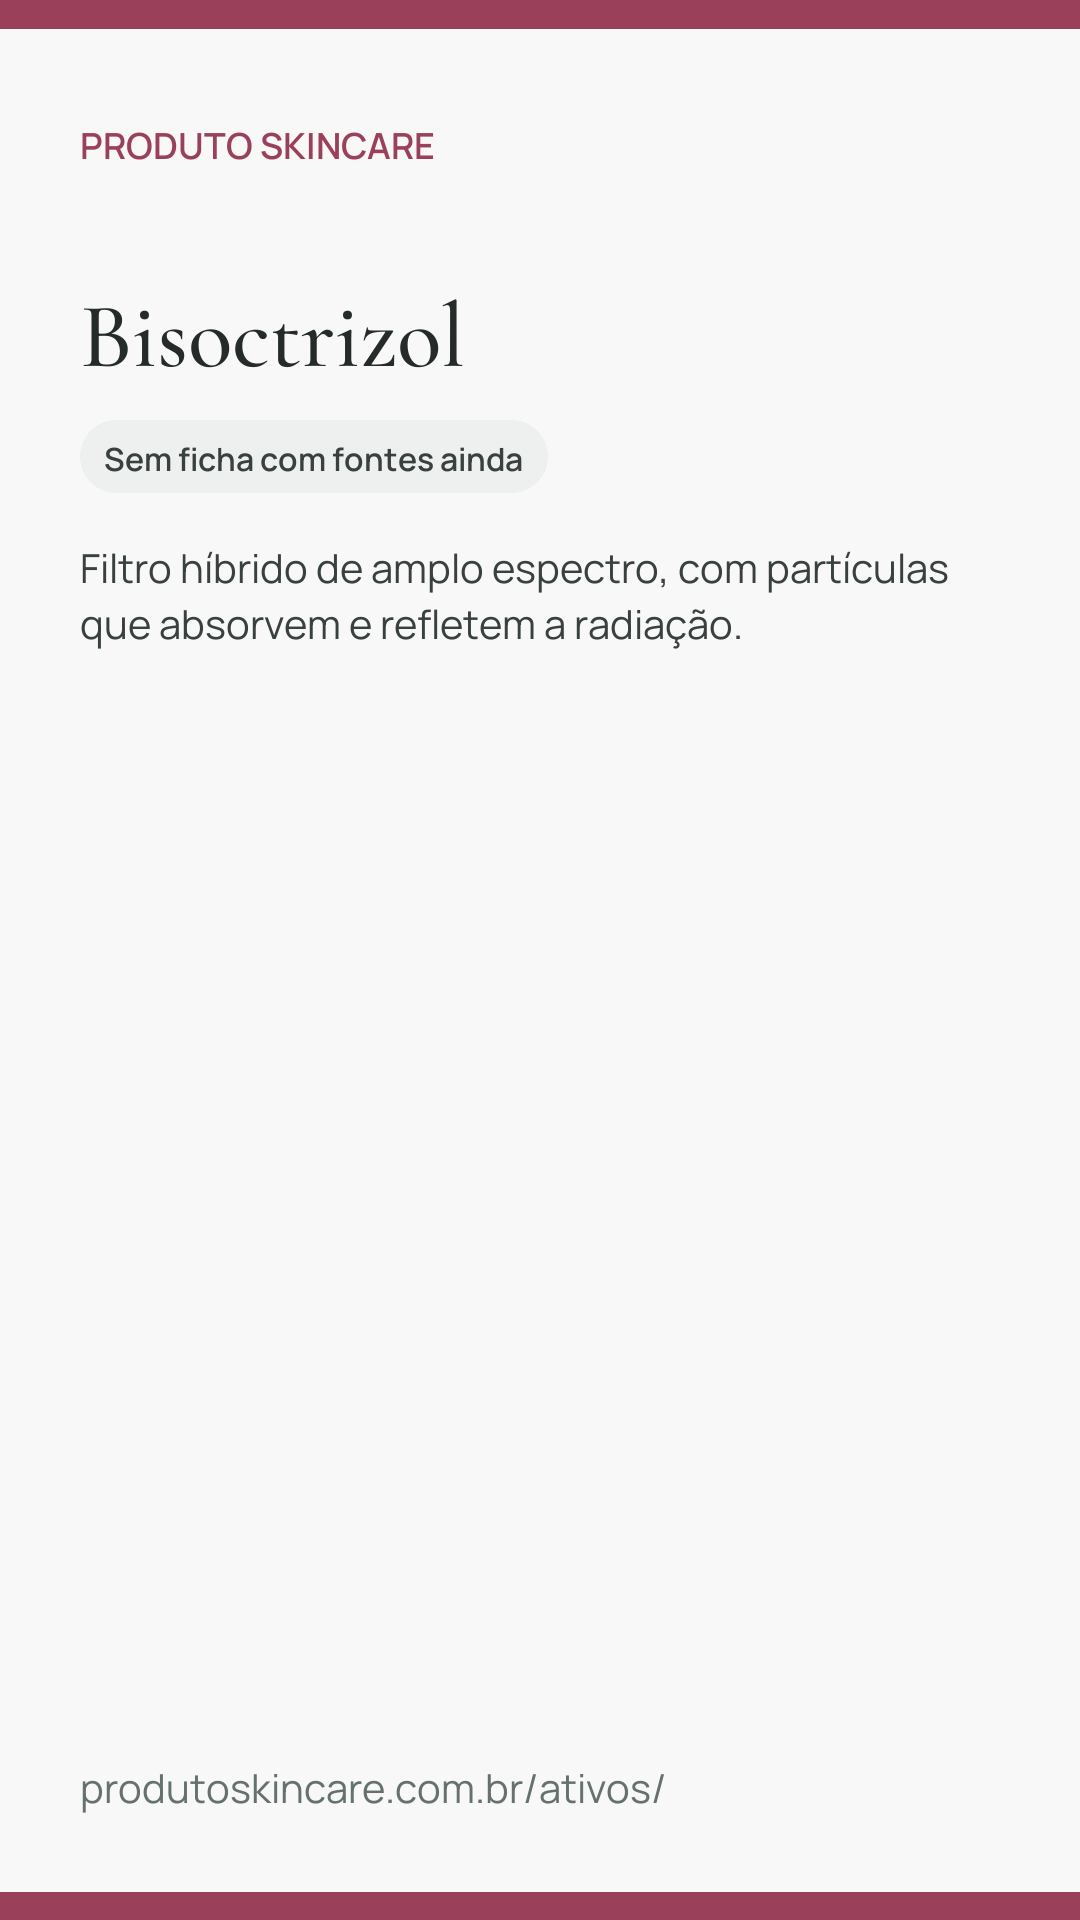 PRODUTO SKINCARE
Bisoctrizol
Sem ficha com fontes ainda
Filtro híbrido de amplo espectro, com partículas
que absorvem e refletem a radiação.
produtoskincare.com.br/ativos/